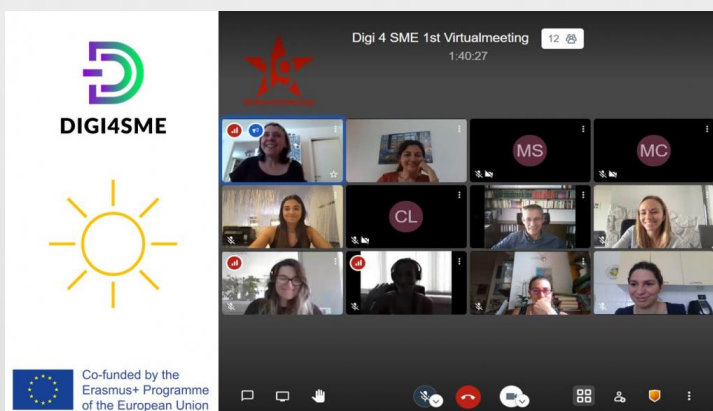 DIGI4SME
Co-funded by the
Erasmus+ Programme
of the European Union
Digi 4 SME 1st Virtualmeeting
12
1:40:27
MS
MC
CL